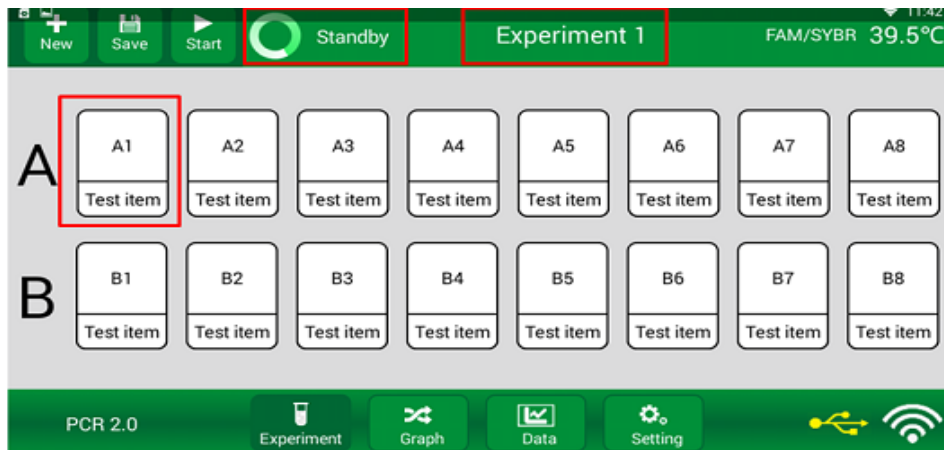 11:42
New Save Start Standby Experiment 1 FAM/SYBR 39.5°C
A
A1 A2 A3 A4 A5 A6 A7 A8
Test item Test item Test item Test item Test item Test item Test item Test item
B
B1 B2 B3 B4 B5 B6 B7 B8
Test item Test item Test item Test item Test item Test item Test item Test item
PCR 2.0 Experiment Graph Data Setting